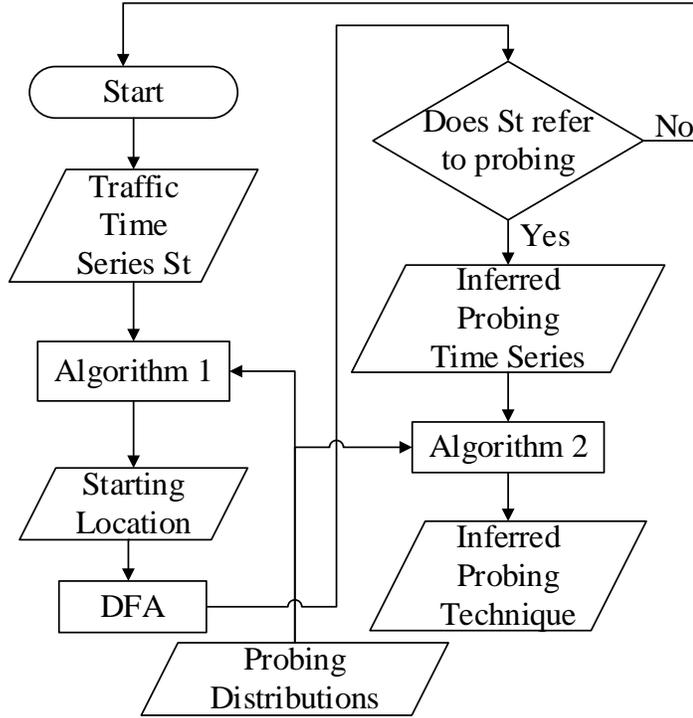 Start
Traffic
Time
Series St
Algorithm 1
Starting
Location
DFA
Probing
Distributions
Does St refer
to probing
No
Yes
Inferred
Probing
Time Series
Algorithm 2
Inferred
Probing
Technique